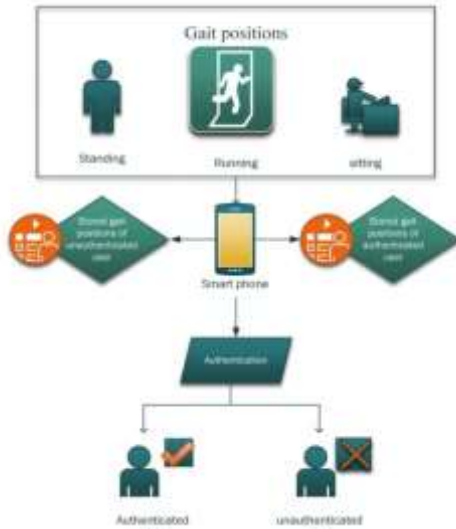 Gait positions
Standing
Running
sitting
Stored gait
positions of
unauthenticated
user
Stored gait
positions of
authenticated
user
Smart phone
Authentication
Authenticated
unauthenticated